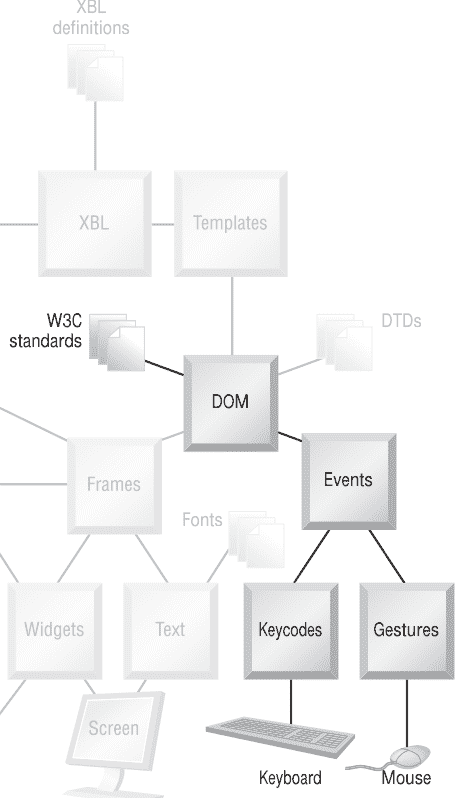 XBL
definitions
XBL
Templates
W3C
standards
DTDs
DOM
Events
Frames
Fonts
Widgets
Text
Keycodes
Gestures
Screen
Keyboard
Mouse